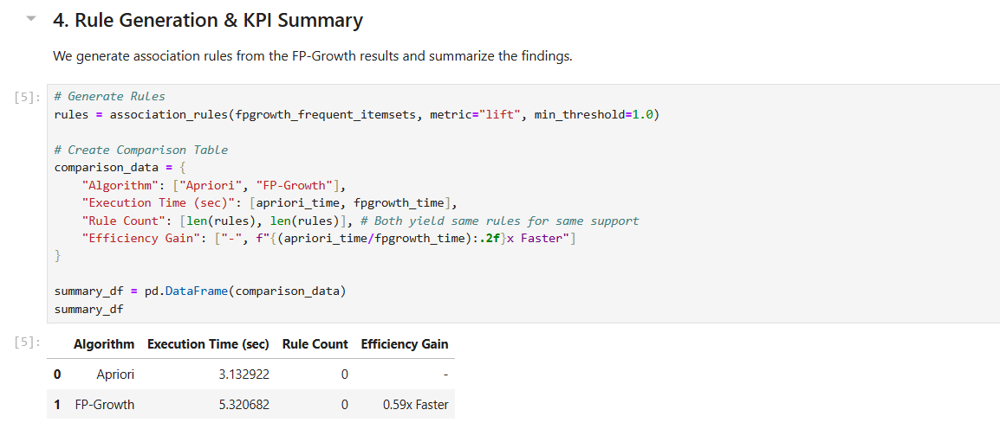 4. Rule Generation & KPI Summary
We generate association rules from the FP-Growth results and summarize the findings.
[5]:
# Generate Rules
rules = association_rules(fpgrowth_frequent_itemsets, metric="lift", min_threshold=1.0)
# Create Comparison Table
comparison_data = {
    "Algorithm": ["Apriori", "FP-Growth"],
    "Execution Time (sec)": [apriori_time, fpgrowth_time],
    "Rule Count": [len(rules), len(rules)], # Both yield same rules for same support
    "Efficiency Gain": ["-", f"{(apriori_time/fpgrowth_time):.2f}x Faster"]
}
summary_df = pd.DataFrame(comparison_data)
summary_df
[5]:
Algorithm Execution Time (sec) Rule Count Efficiency Gain
0 Apriori 3.132922 0 -
1 FP-Growth 5.320682 0 0.59x Faster